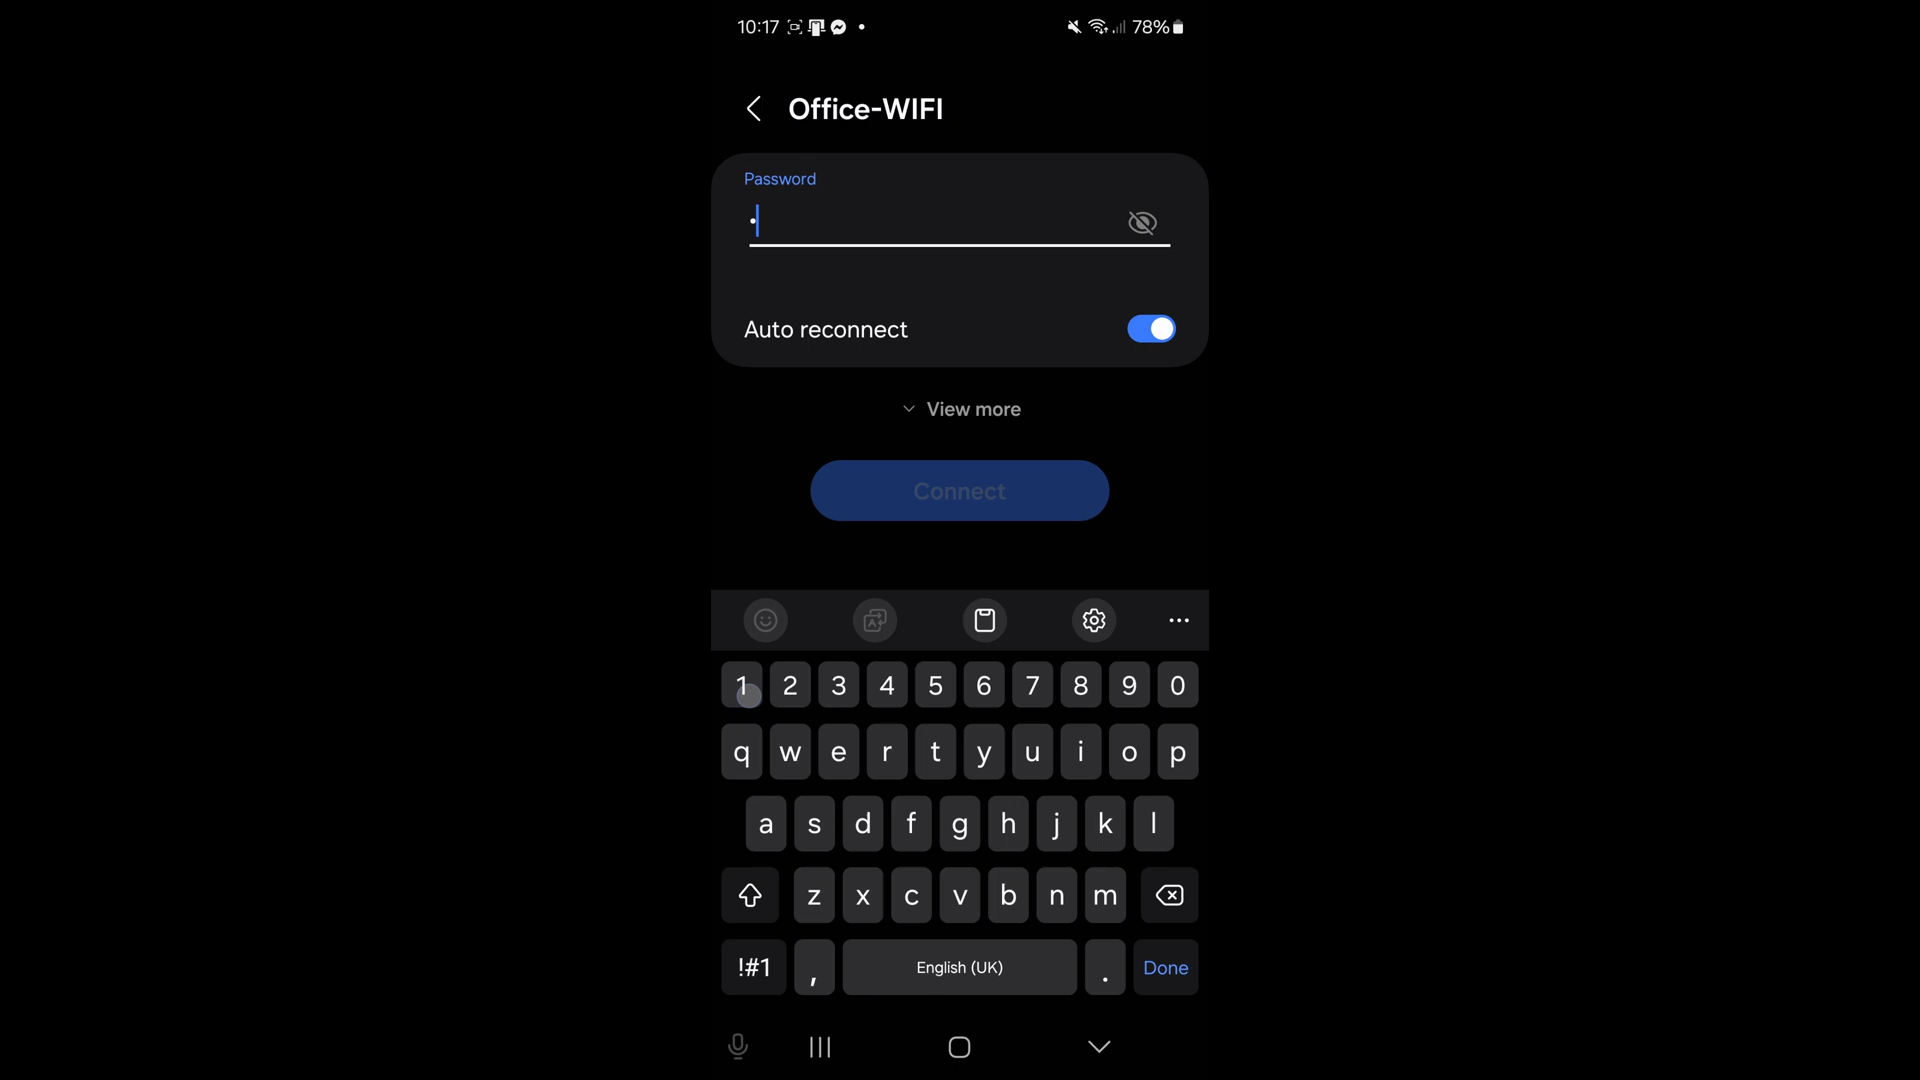 10:17 78%
Office-WIFI
Password
•
Auto reconnect
View more
Connect
1 2 3 4 5 6 7 8 9 0
q w e r t y u i o p
a s d f g h j k l
z x c v b n m
!#1 , English (UK) . Done